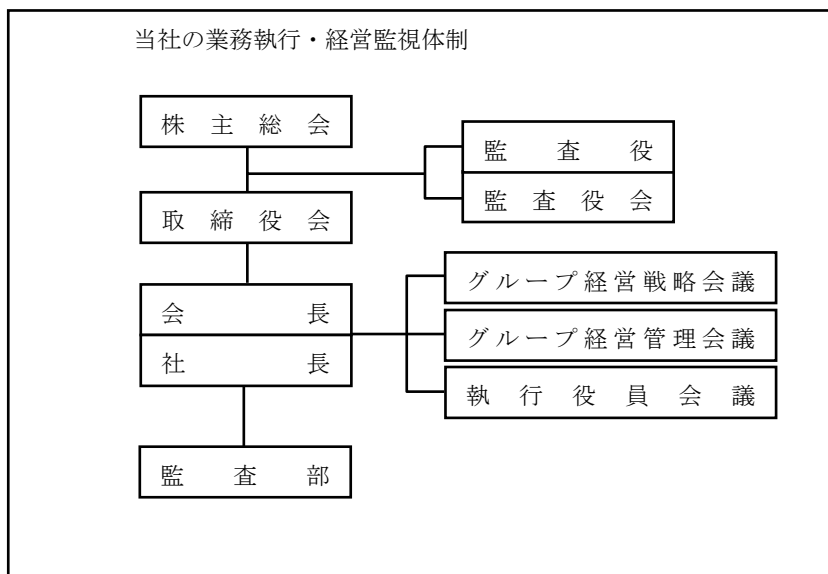 当社の業務執行・経営監視体制
株主総会
監査役
監査役会
取締役会
グループ経営戦略会議
会長
グループ経営管理会議
社長
執行役員会議
監査部